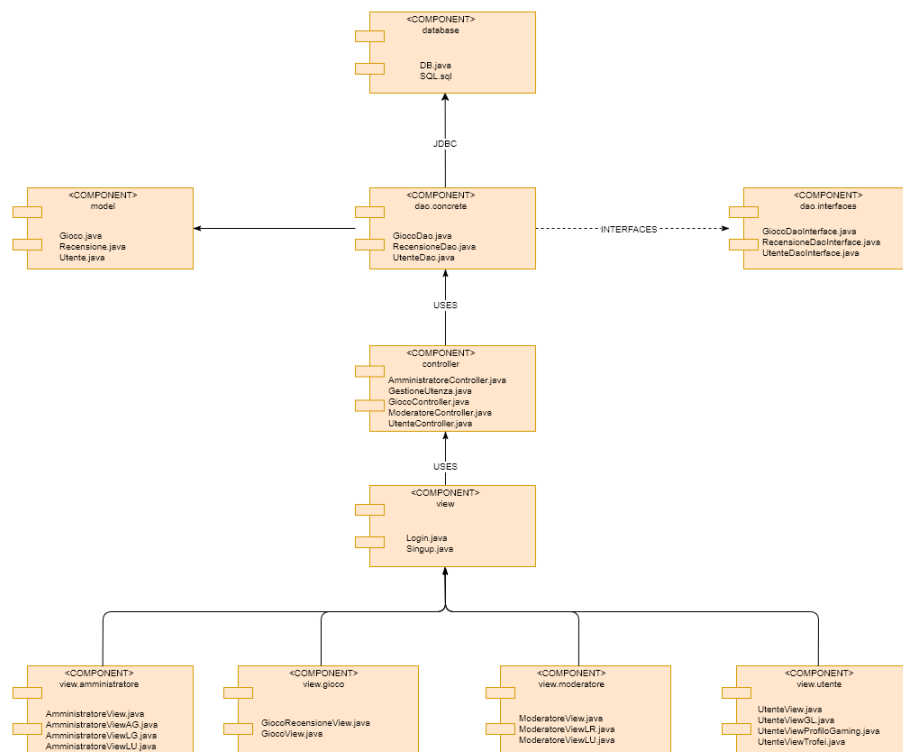 <COMPONENT>
database
DB.java
SQL.sql
JDBC
<COMPONENT>
model
Gioco.java
Recensione.java
Utente.java
<COMPONENT>
dao.concrete
GiocoDao.java
RecensioneDao.java
UtenteDao.java
INTERFACES
<COMPONENT>
dao.interfaces
GiocoDaoInterface.java
RecensioneDaoInterface.java
UtenteDaoInterface.java
USES
<COMPONENT>
controller
AmministratoreController.java
GestioneUtenza.java
GiocoController.java
ModeratoreController.java
UtenteController.java
USES
<COMPONENT>
view
Login.java
Singup.java
<COMPONENT>
view.amministratore
AmministratoreView.java
AmministratoreViewAG.java
AmministratoreViewLG.java
AmministratoreViewLU.java
<COMPONENT>
view.gioco
GiocoRecensioneView.java
GiocoView.java
<COMPONENT>
view.moderatore
ModeratoreView.java
ModeratoreViewLR.java
ModeratoreViewLU.java
<COMPONENT>
view.utente
UtenteView.java
UtenteViewGL.java
UtenteViewProfiloGaming.java
UtenteViewTrofei.java